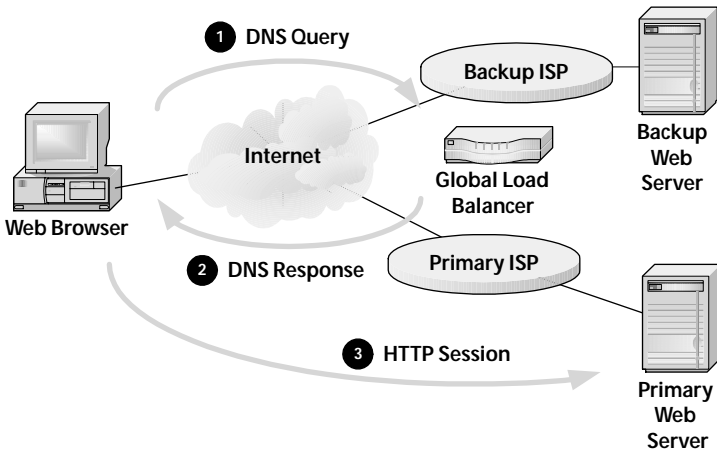 1 DNS Query
Backup ISP
Backup
Web
Server
Internet
Global Load
Balancer
Web Browser
2 DNS Response
Primary ISP
3 HTTP Session
Primary
Web
Server